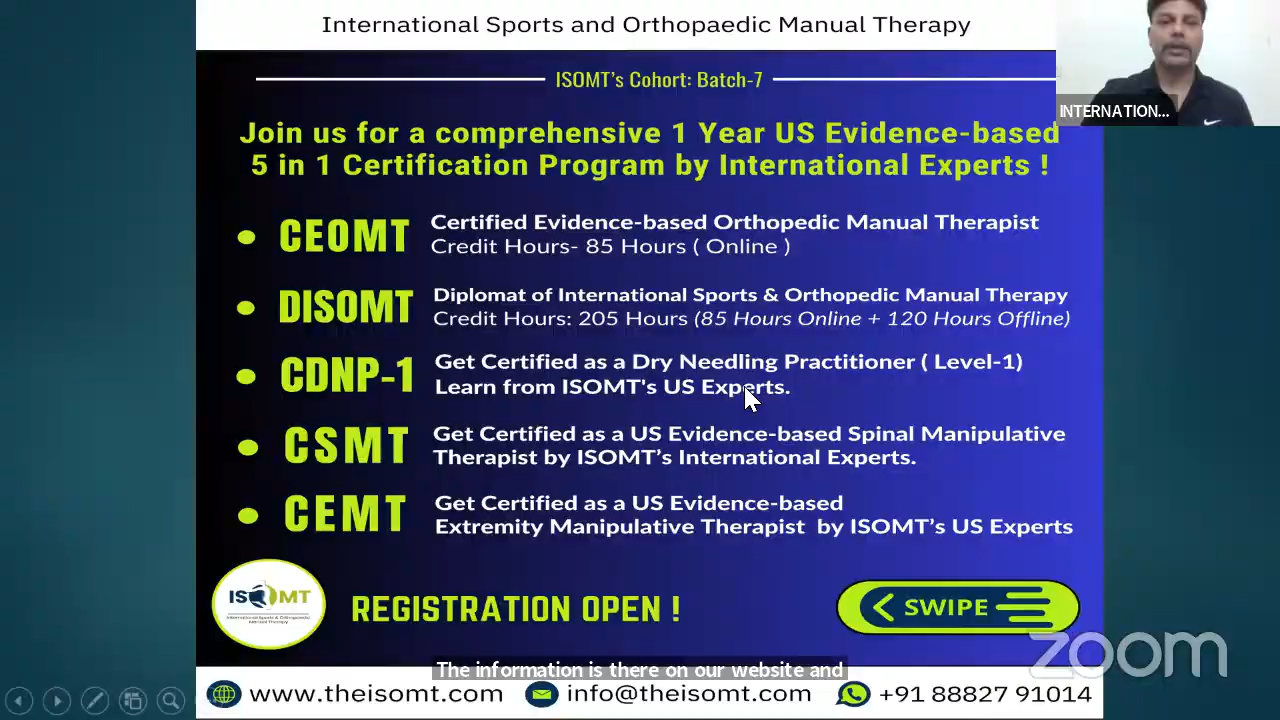 International Sports and Orthopaedic Manual Therapy
INTERNATION...
ISOMT's Cohort: Batch-7
Join us for a comprehensive 1 Year US Evidence-based
5 in 1 Certification Program by International Experts !
CEOMT
Certified Evidence-based Orthopedic Manual Therapist
Credit Hours- 85 Hours ( Online )
DISOMT
Diplomat of International Sports & Orthopedic Manual Therapy
Credit Hours: 205 Hours (85 Hours Online + 120 Hours Offline)
CDNP-1
Get Certified as a Dry Needling Practitioner ( Level-1)
Learn from ISOMT's US Experts.
CSMT
Get Certified as a US Evidence-based Spinal Manipulative
Therapist by ISOMT's International Experts.
CEMT
Get Certified as a US Evidence-based
Extremity Manipulative Therapist by ISOMT's US Experts
ISOMT
International Sports & Orthopaedic
Manual Therapy
REGISTRATION OPEN !
SWIPE
zoom
The information is there on our website and
www.theisomt.com
info@theisomt.com
+91 88827 91014